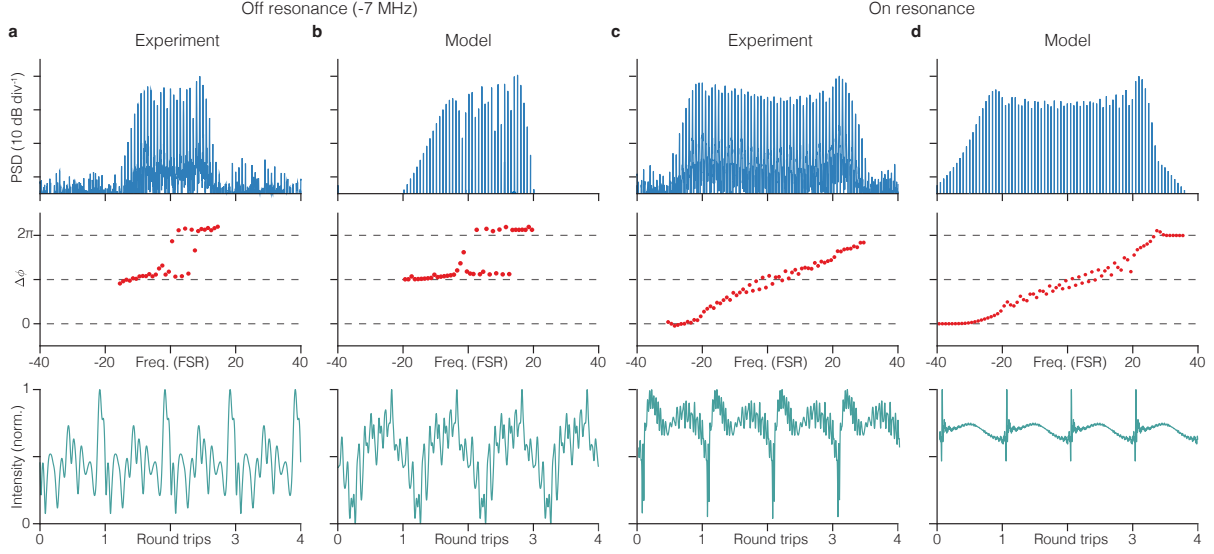 Off resonance (-7 MHz)
On resonance
a
Experiment
b
Model
c
Experiment
d
Model
PSD (10 dB div⁻¹)
2π
Δϕ
0
-40 -20 Freq. (FSR) 20 40
-40 -20 Freq. (FSR) 20 40
-40 -20 Freq. (FSR) 20 40
-40 -20 Freq. (FSR) 20 40
1
Intensity (norm.)
0
0 1 Round trips 3 4
0 1 Round trips 3 4
0 1 Round trips 3 4
0 1 Round trips 3 4